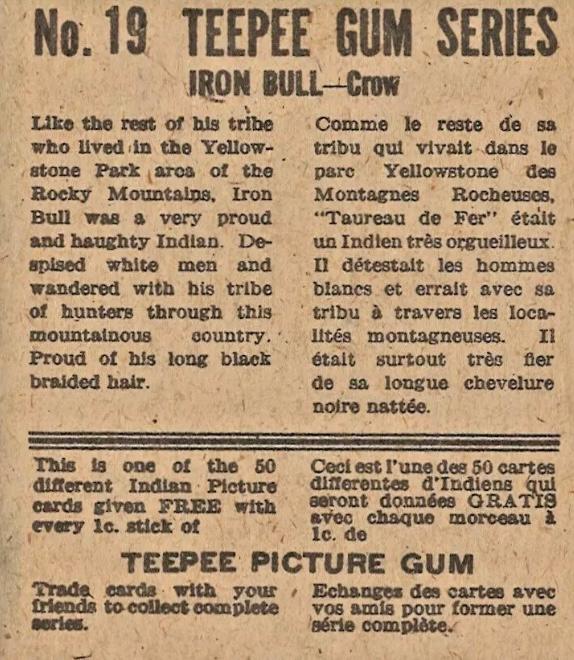 No. 19 TEEPEE GUM SERIES
IRON BULL—Crow
Like the rest of his tribe
who lived in the Yellow-
stone Park area of the
Rocky Mountains, Iron
Bull was a very proud
and haughty Indian. De-
spised white men and
wandered with his tribe
of hunters through this
mountainous country.
Proud of his long black
braided hair.
Comme le reste de sa
tribu qui vivait dans le
parc Yellowstone des
Montagnes Rocheuses,
"Taureau de Fer" était
un Indien très orgueilleux.
Il détestait les hommes
blancs et errait avec sa
tribu à travers les loca-
lités montagneuses. Il
était surtout très fier
de sa longue chevelure
noire nattée.
This is one of the 50
different Indian Picture
cards given FREE with
every 1c. stick of
Ceci est l'une des 50 cartes
differentes d'Indiens qui
seront données GRATIS
avec chaque morceau à
1c. de
TEEPEE PICTURE GUM
Trade cards with your
friends to collect complete
series.
Echangez des cartes avec
vos amis pour former une
série complète.